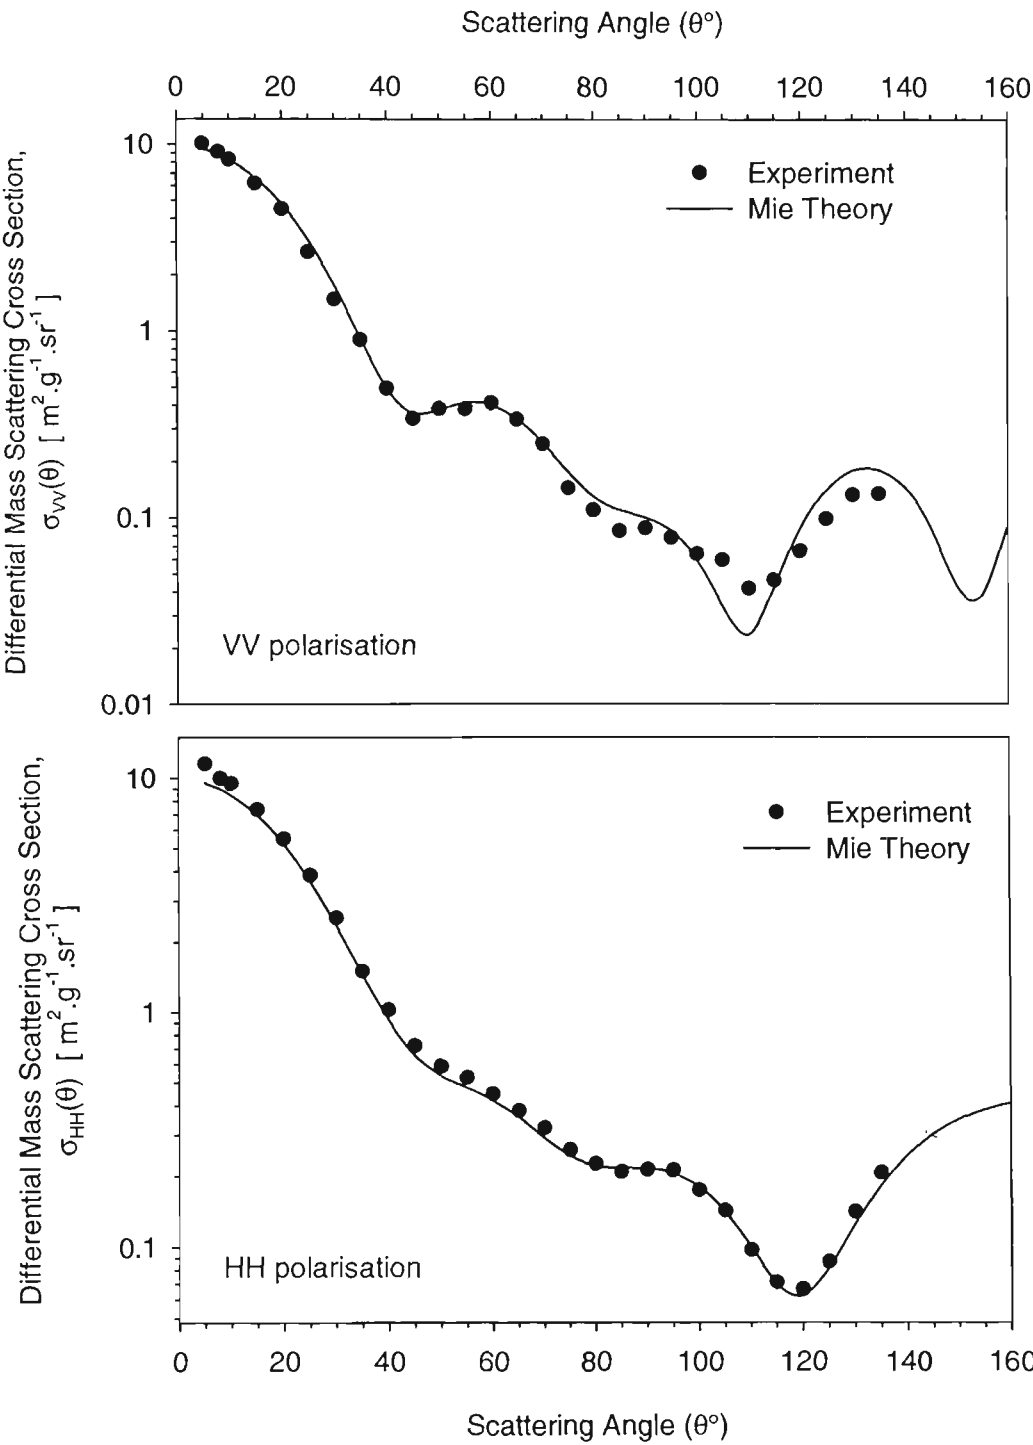 Scattering Angle (θ°)
0 20 40 60 80 100 120 140 160
10
1
0.1
0.01
Differential Mass Scattering Cross Section,
σVV(θ) [ m².g⁻¹.sr⁻¹ ]
Experiment
Mie Theory
VV polarisation
10
1
0.1
Differential Mass Scattering Cross Section,
σHH(θ) [ m².g⁻¹.sr⁻¹ ]
Experiment
Mie Theory
HH polarisation
0 20 40 60 80 100 120 140 160
Scattering Angle (θ°)